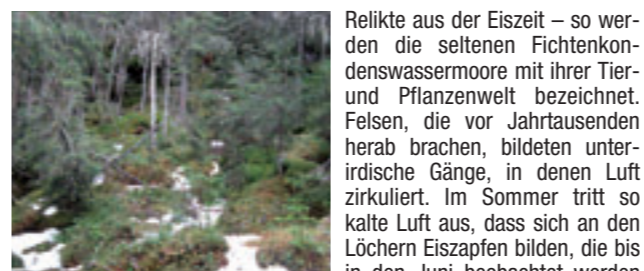 Relikte aus der Eiszeit – so wer-
den die seltenen Fichtenkon-
denswassermoore mit ihrer Tier-
und Pflanzenwelt bezeichnet.
Felsen, die vor Jahrtausenden
herab brachen, bildeten unter-
irdische Gänge, in denen Luft
zirkuliert. Im Sommer tritt so
kalte Luft aus, dass sich an den
Löchern Eiszapfen bilden, die bis
in den Juni beobachtet werden